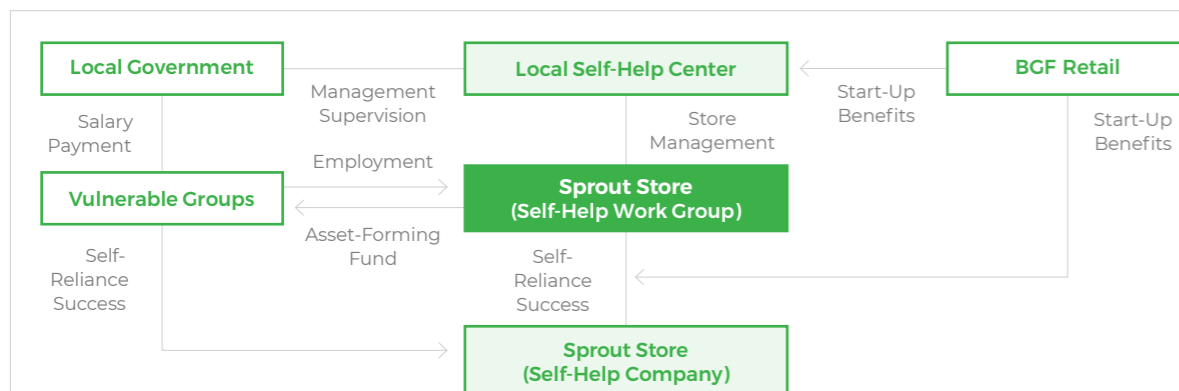 Local Government
Local Self-Help Center
BGF Retail
Management
Supervision
Start-Up
Benefits
Salary
Payment
Store
Management
Start-Up
Benefits
Employment
Vulnerable Groups
Sprout Store
(Self-Help Work Group)
Asset-Forming
Fund
Self-
Reliance
Success
Self-
Reliance
Success
Sprout Store
(Self-Help Company)